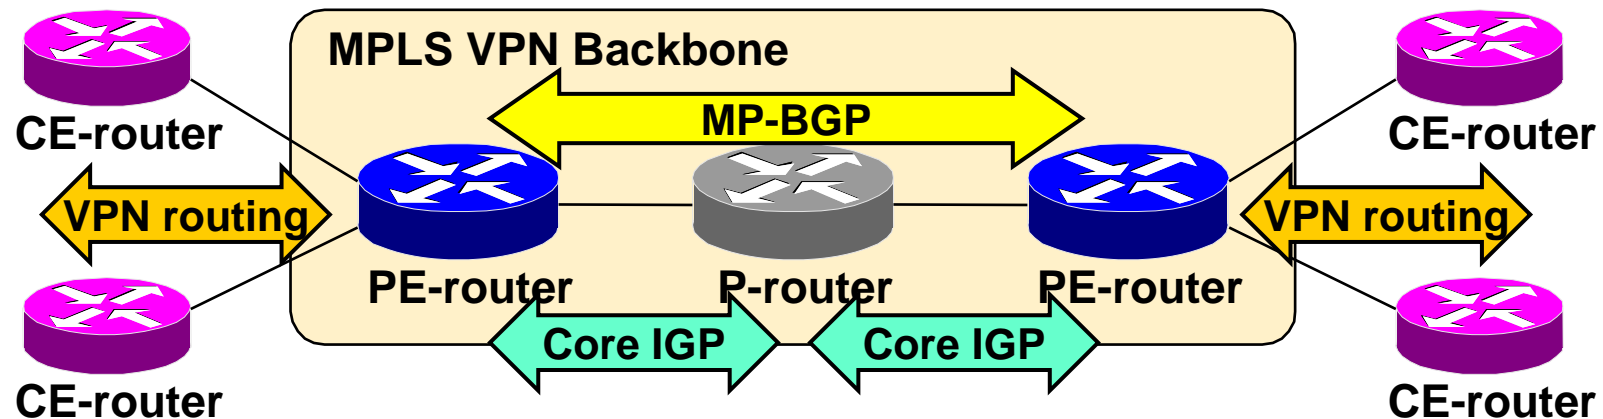 MPLS VPN Backbone
MP-BGP
CE-router
CE-router
VPN routing
VPN routing
PE-router
P-router
PE-router
Core IGP
Core IGP
CE-router
CE-router